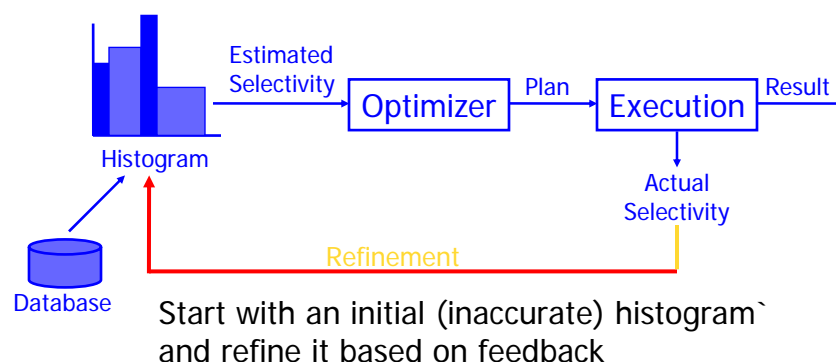 Estimated
Selectivity
Optimizer
Plan
Execution
Result
Histogram
Actual
Selectivity
Refinement
Database
Start with an initial (inaccurate) histogram`
and refine it based on feedback